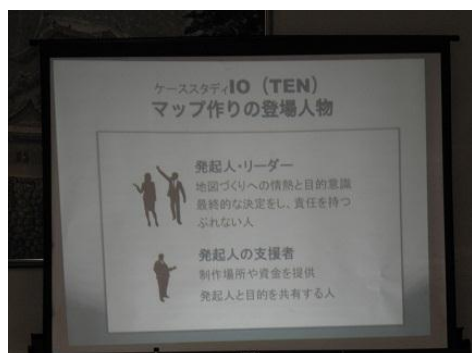 ケーススタディIO（TEN）
マップ作りの登場人物
発起人・リーダー
地図づくりへの情熱と目的意識
最終的な決定をし、責任を持つ
ぶれない人
発起人の支援者
制作場所や資金を提供
発起人と目的を共有する人